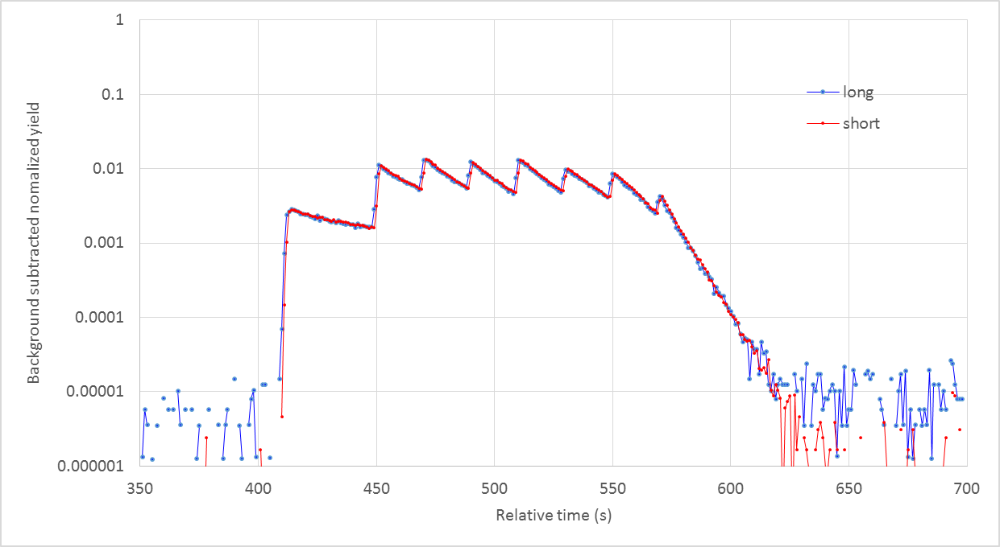 Background subtracted nomalized yield
1
0.1
0.01
0.001
0.0001
0.00001
0.000001
long
short
350 400 450 500 550 600 650 700
Relative time (s)